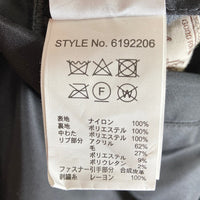 STYLE No. 6192206
F
W
表地 ナイロン 100%
裏地 ポリエステル 100%
中わた ポリエステル 100%
リブ部分 アクリル 62%
毛 27%
ポリエステル 9%
ポリウレタン 2%
ファスナー引手部分 合成皮革
刺繍糸 レーヨン 100%